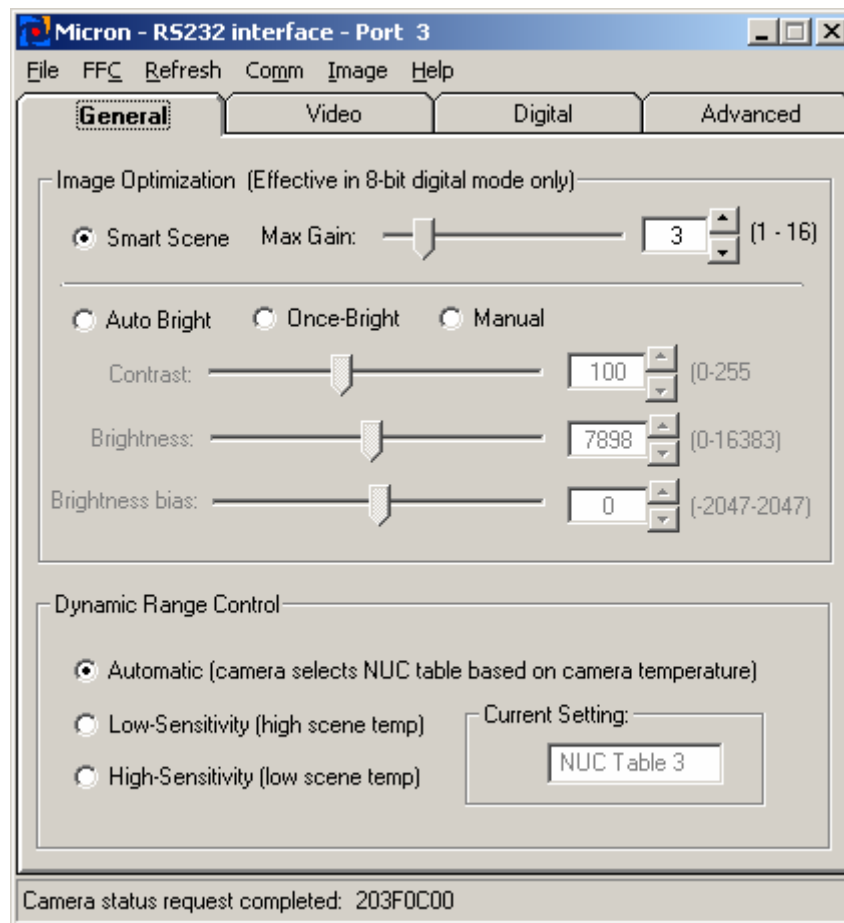 Micron - RS232 interface - Port 3
File FFC Refresh Comm Image Help
General Video Digital Advanced
Image Optimization (Effective in 8-bit digital mode only)
Smart Scene Max Gain: 3 (1 - 16)
Auto Bright Once-Bright Manual
Contrast: 100 (0-255
Brightness: 7898 (0-16383)
Brightness bias: 0 (-2047-2047)
Dynamic Range Control
Automatic (camera selects NUC table based on camera temperature)
Low-Sensitivity (high scene temp)
High-Sensitivity (low scene temp)
Current Setting:
NUC Table 3
Camera status request completed: 203F0C00